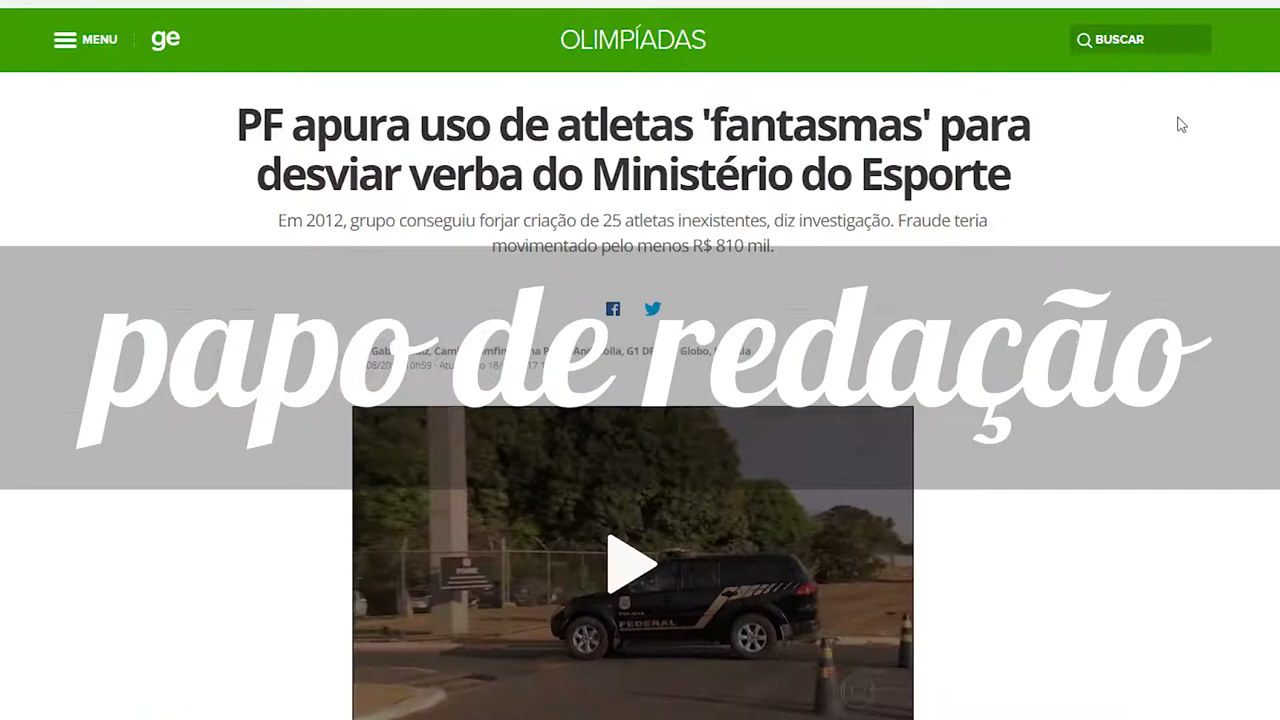 MENU
ge
OLIMPÍADAS
BUSCAR
PF apura uso de atletas 'fantasmas' para
desviar verba do Ministério do Esporte
Em 2012, grupo conseguiu forjar criação de 25 atletas inexistentes, diz investigação. Fraude teria
movimentado pelo menos R$ 810 mil.
papo de redação
POLICIA
FEDERAL